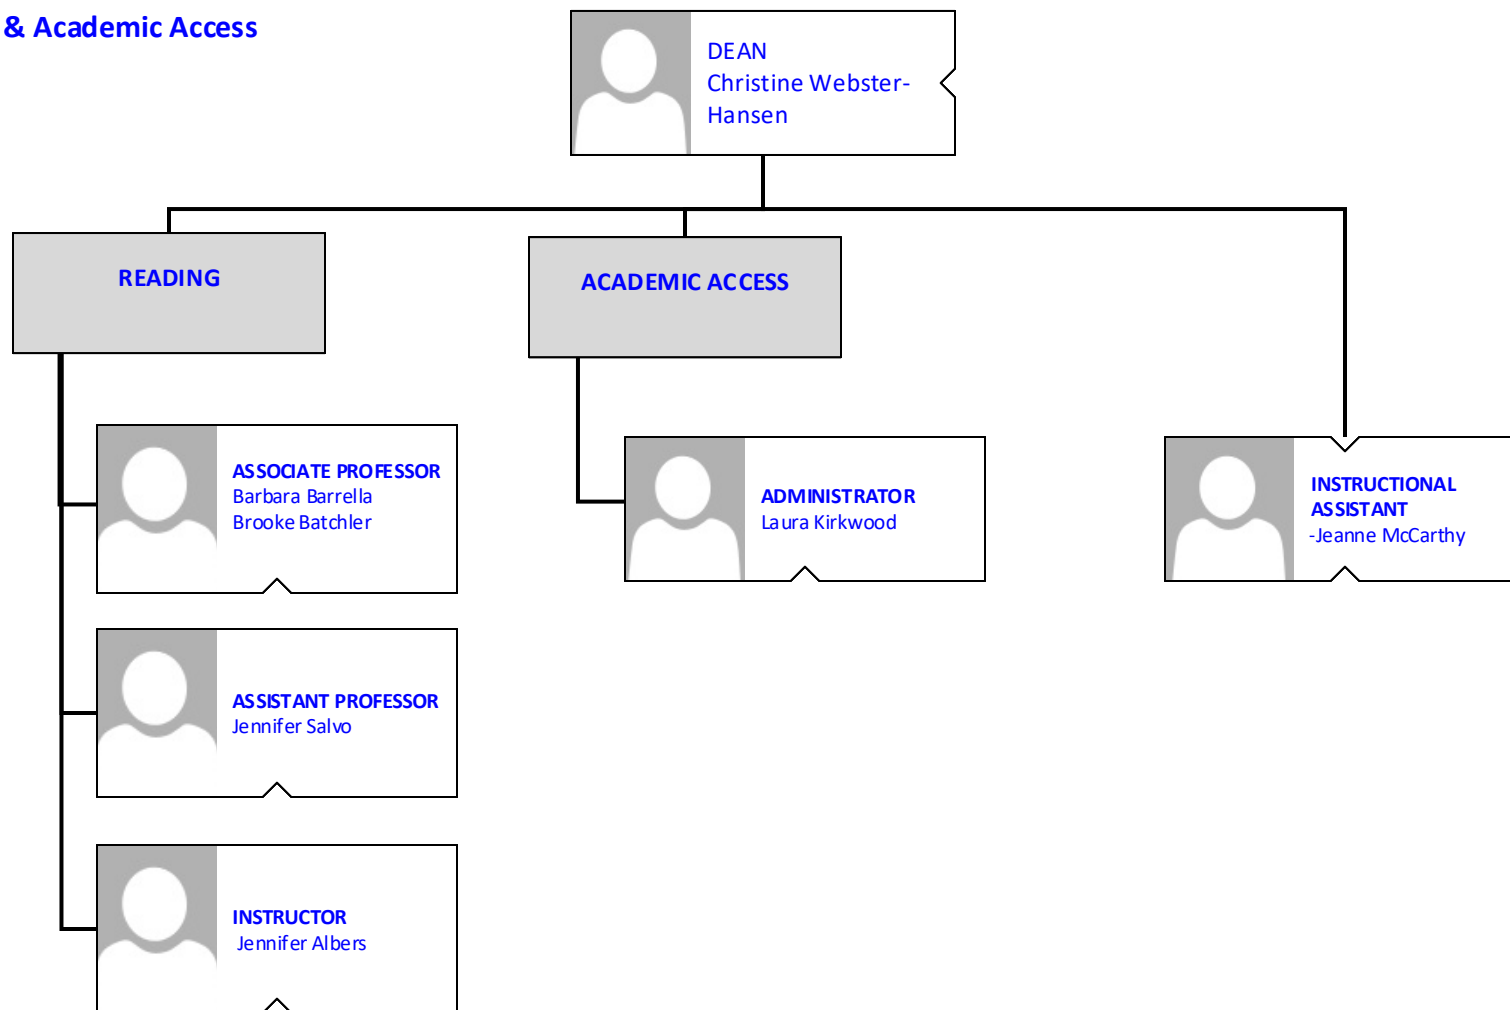 & Academic Access
DEAN
Christine Webster-
Hansen
READING
ACADEMIC ACCESS
ASSOCIATE PROFESSOR
Barbara Barrella
Brooke Batchler
ADMINISTRATOR
Laura Kirkwood
INSTRUCTIONAL
ASSISTANT
-Jeanne McCarthy
ASSISTANT PROFESSOR
Jennifer Salvo
INSTRUCTOR
Jennifer Albers